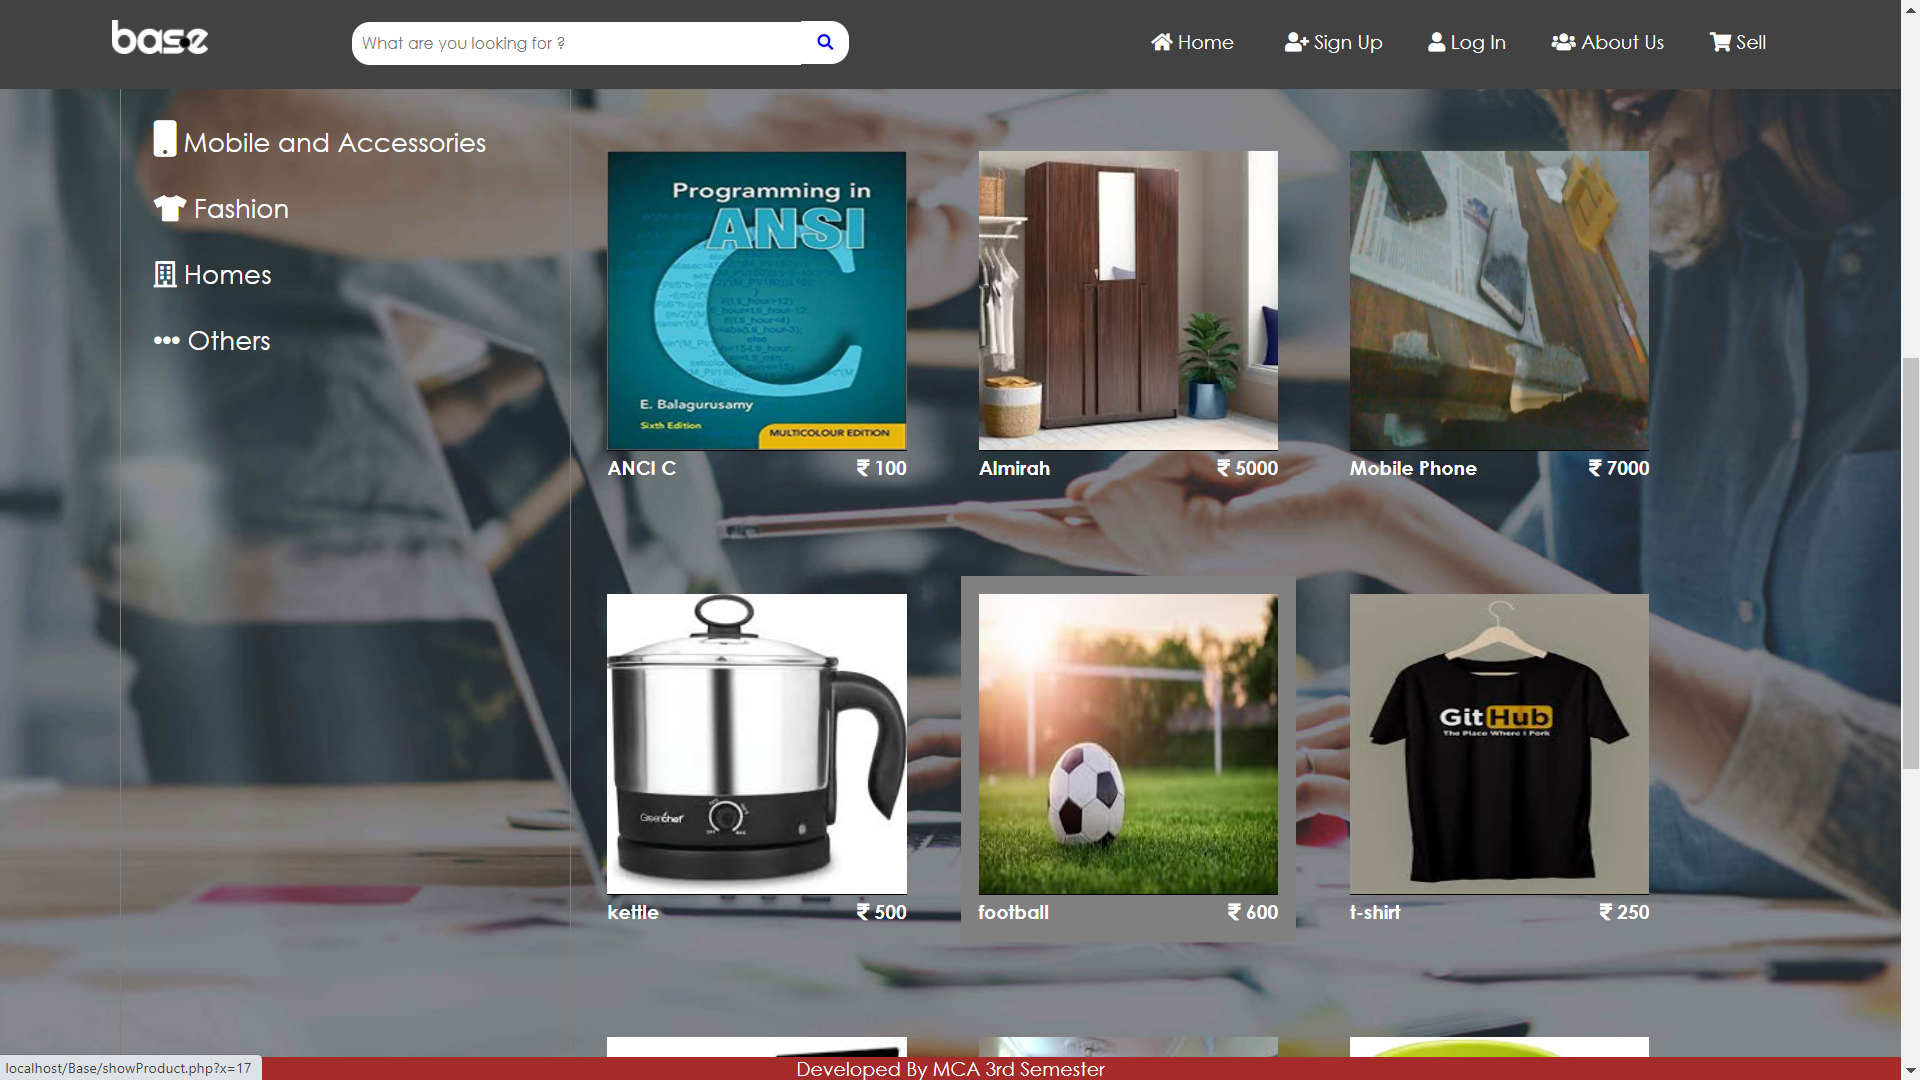 base
What are you looking for ?
Home
Sign Up
Log In
About Us
Sell
Mobile and Accessories
Fashion
Homes
Others
Programming in
ANSI
C
E. Balagurusamy
Sixth Edition
MULTICOLOUR EDITION
ANCI C
₹ 100
Almirah
₹ 5000
Mobile Phone
₹ 7000
Greenchef
GitHub
The Place Where I Fork
kettle
₹ 500
football
₹ 600
t-shirt
₹ 250
localhost/Base/showProduct.php?x=17
Developed By MCA 3rd Semester